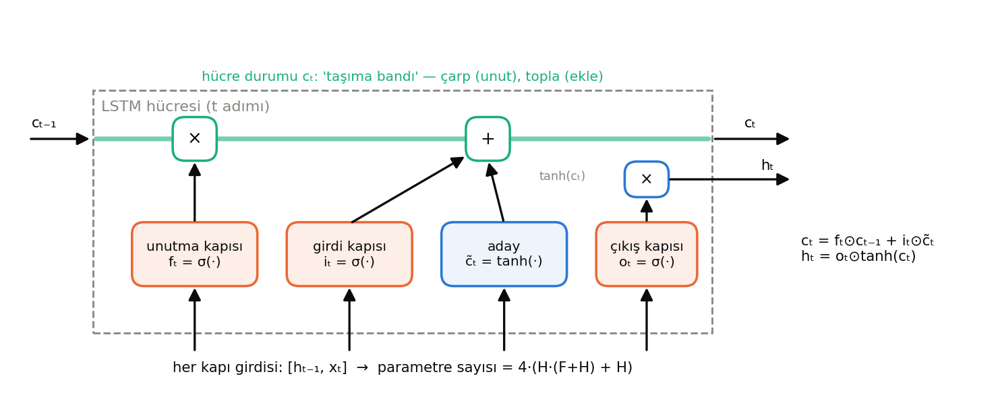 hücre durumu cₜ: 'taşıma bandı' — çarp (unut), topla (ekle)
LSTM hücresi (t adımı)
cₜ₋₁
×
+
cₜ
hₜ
tanh(cₜ)
×
unutma kapısı
fₜ = σ(·)
girdi kapısı
iₜ = σ(·)
aday
c̃ₜ = tanh(·)
çıkış kapısı
oₜ = σ(·)
cₜ = fₜ⊙cₜ₋₁ + iₜ⊙c̃ₜ
hₜ = oₜ⊙tanh(cₜ)
her kapı girdisi: [hₜ₋₁, xₜ] → parametre sayısı = 4·(H·(F+H) + H)